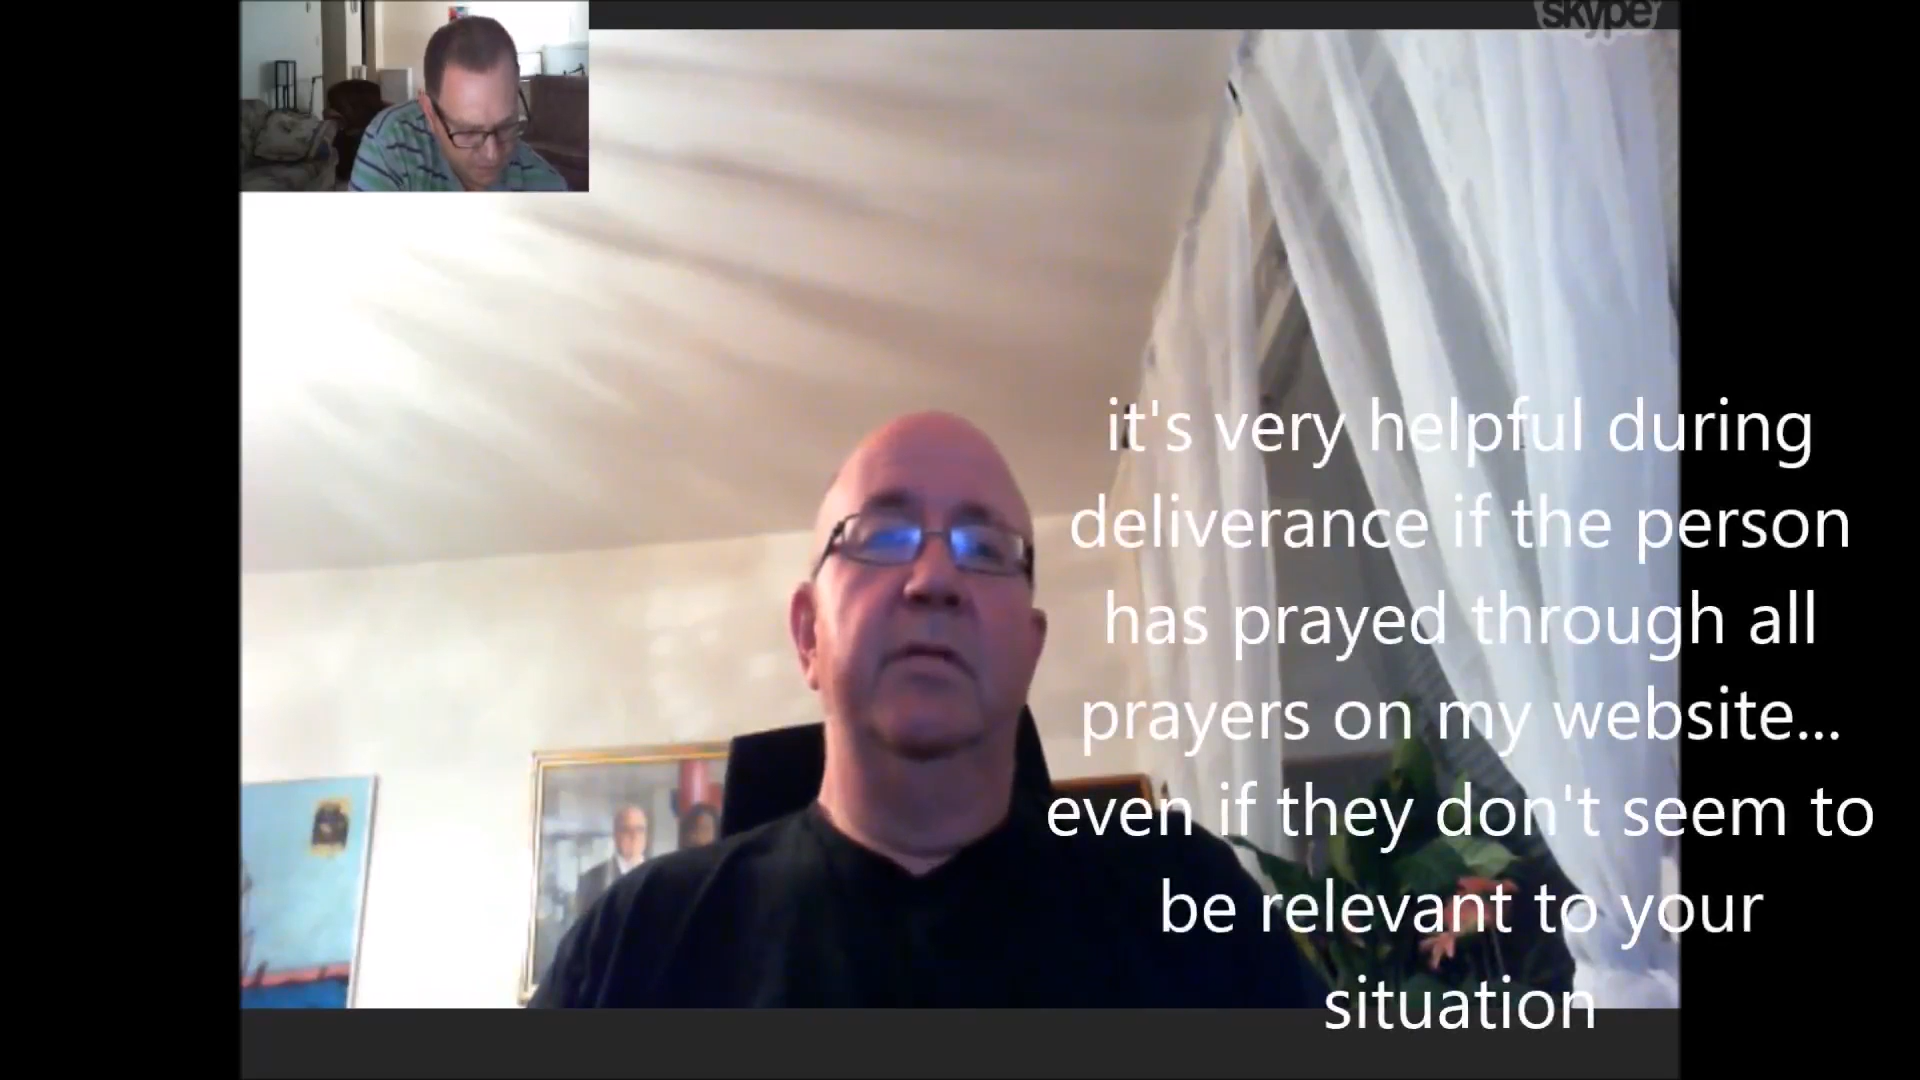 skype
it's very helpful during
deliverance if the person
has prayed through all
prayers on my website...
even if they don't seem to
be relevant to your
situation